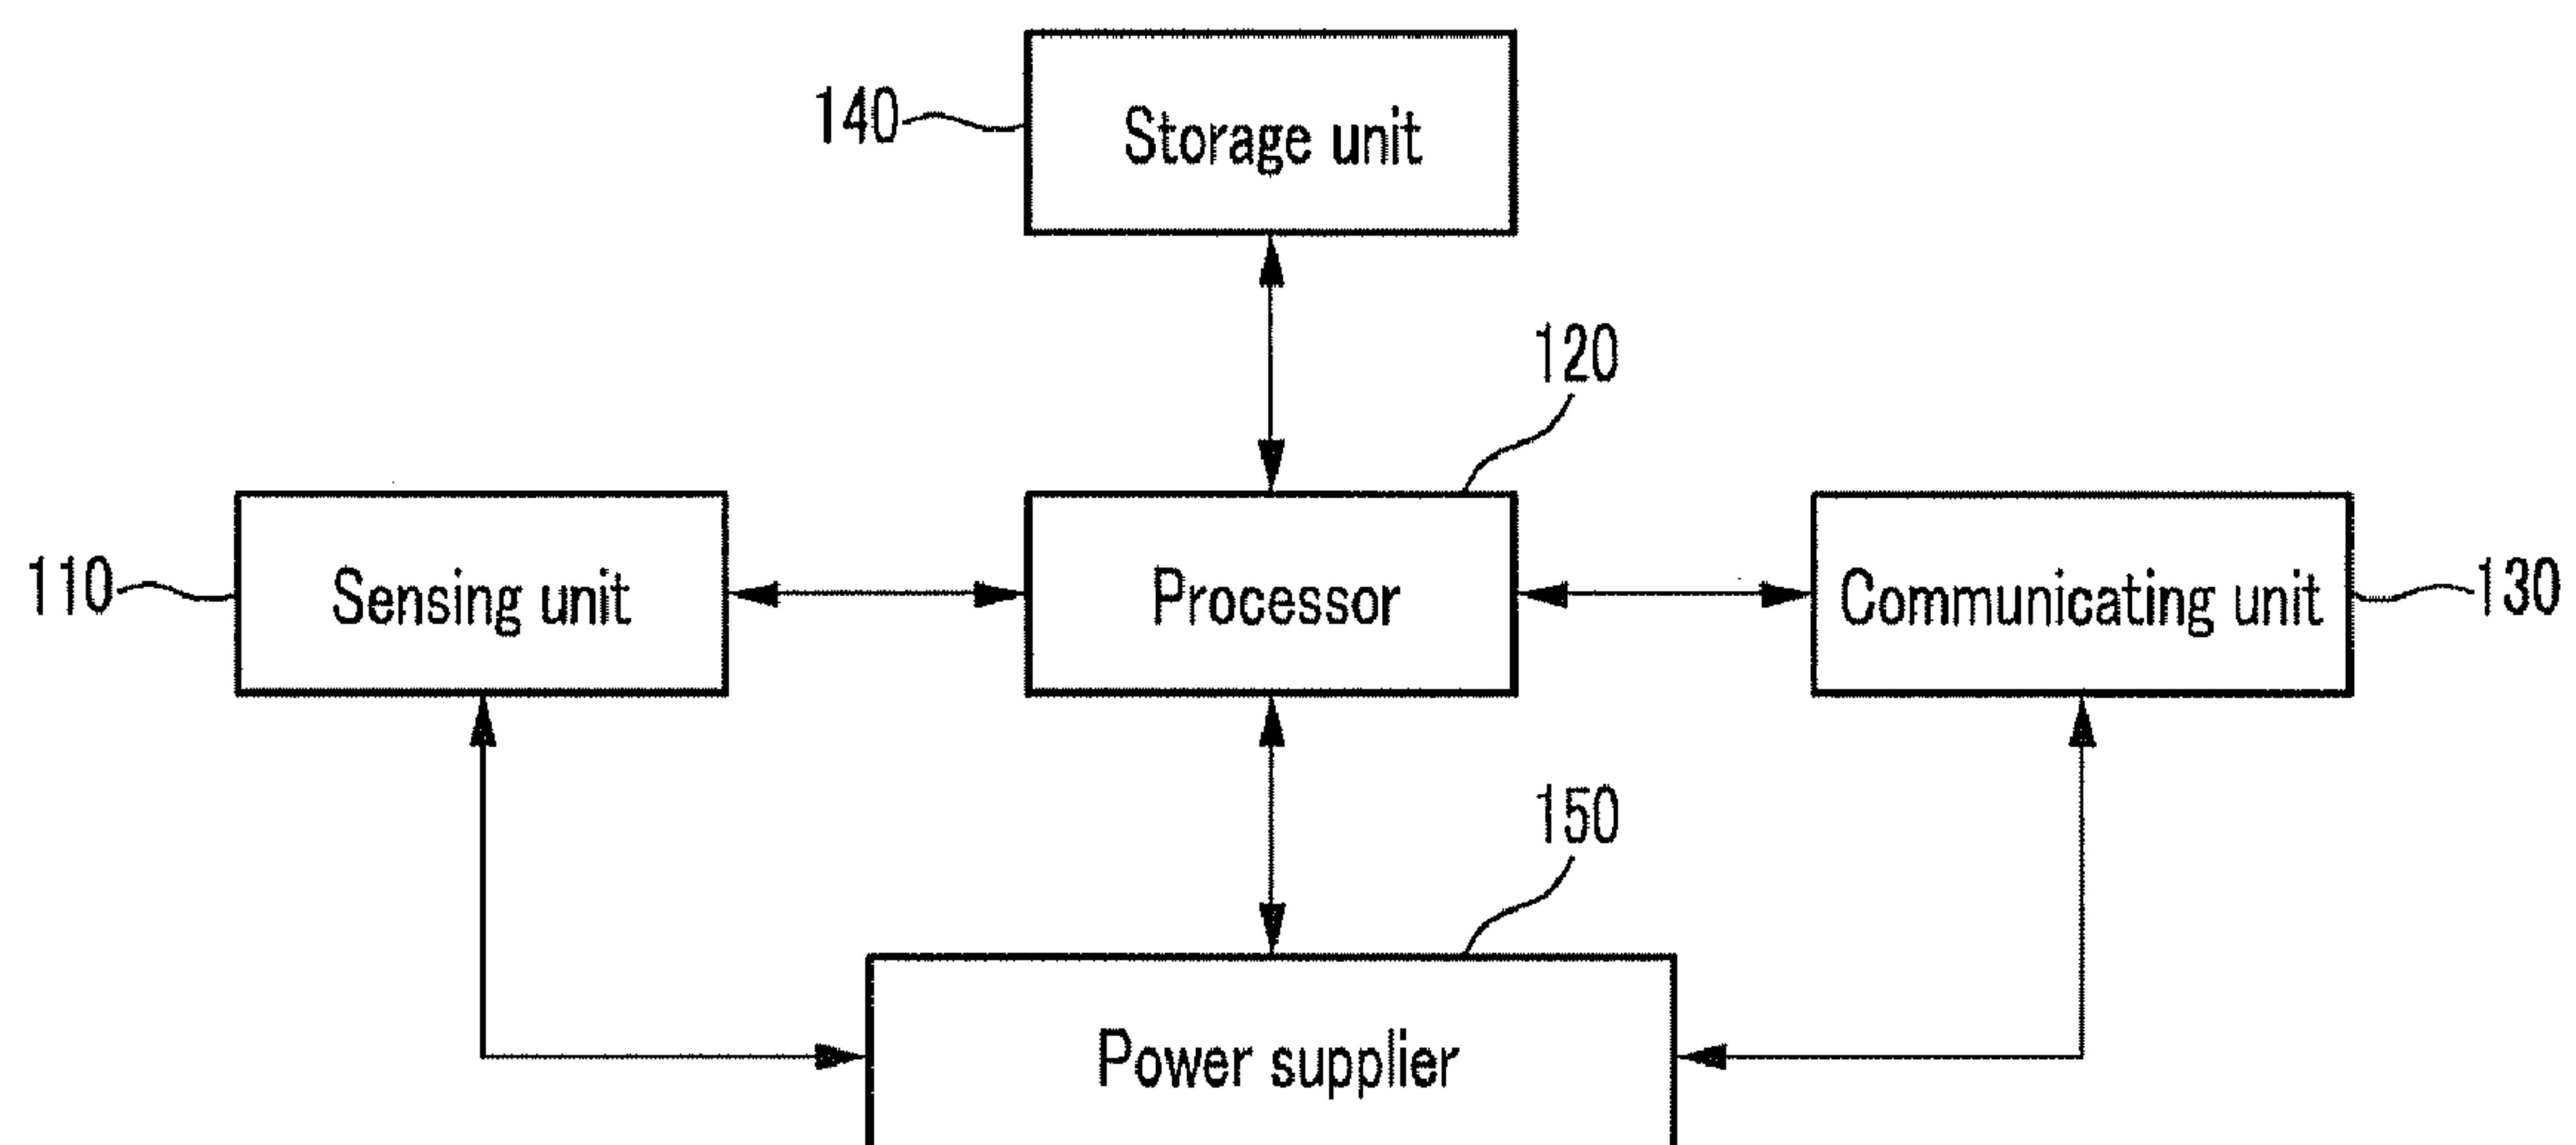 140
Storage unit
120
110
Sensing unit
Processor
Communicating unit
130
150
Power supplier